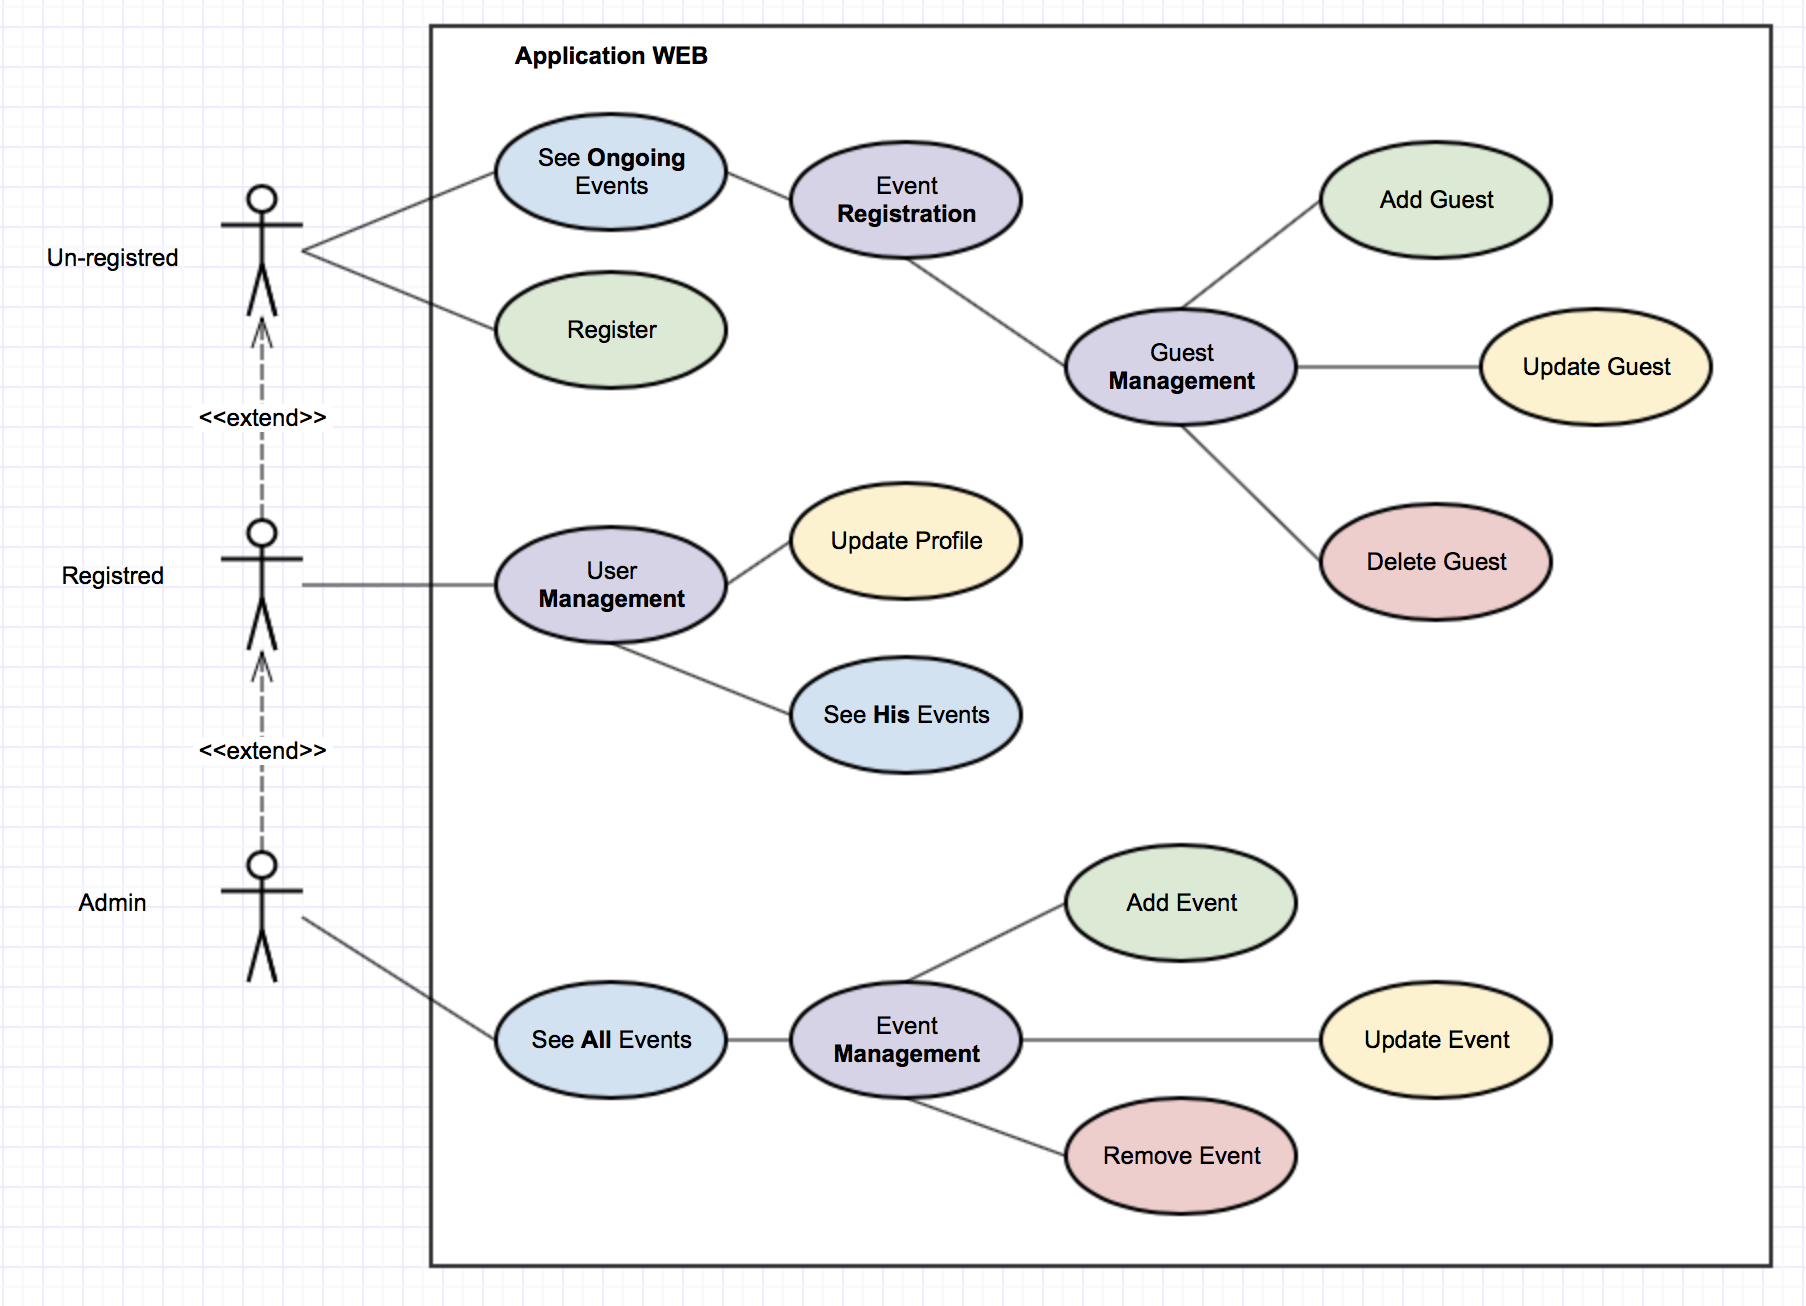 Application WEB
See Ongoing
Events
Event
Registration
Add Guest
Un-registred
Register
Guest
Management
Update Guest
<<extend>>
Update Profile
Delete Guest
Registred
User
Management
See His Events
<<extend>>
Add Event
Admin
See All Events
Event
Management
Update Event
Remove Event